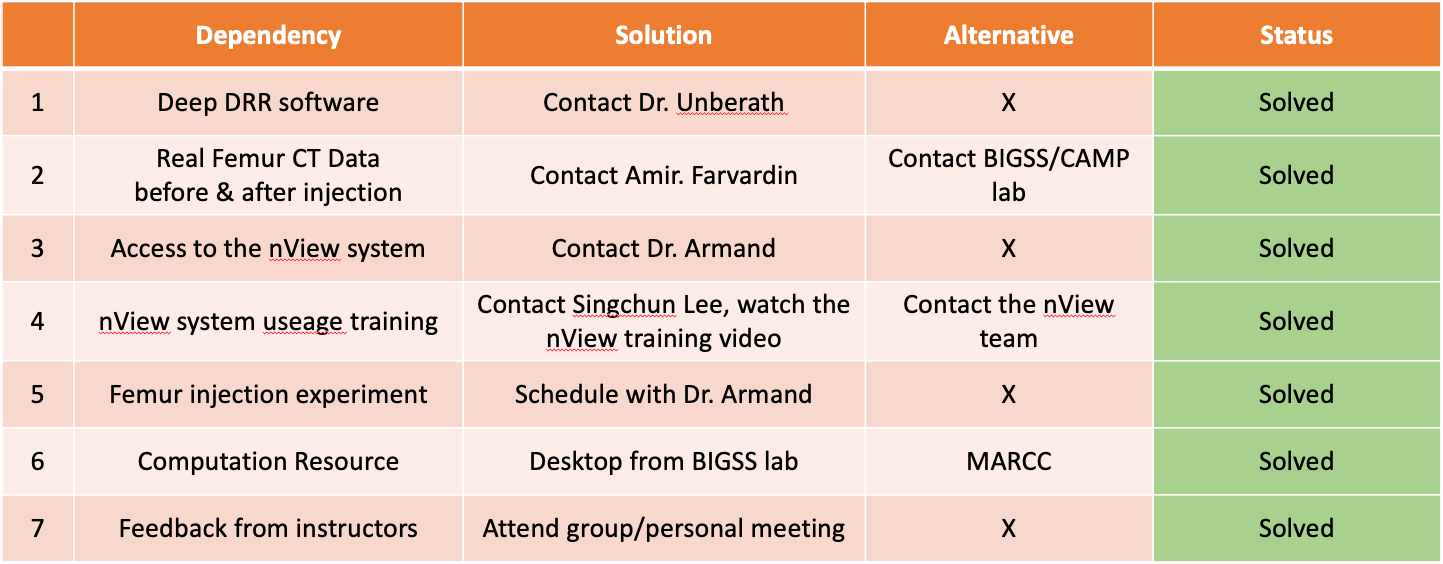 Dependency Solution Alternative Status
1 Deep DRR software Contact Dr. Unberath X Solved
2 Real Femur CT Data
before & after injection Contact Amir. Farvardin Contact BIGSS/CAMP
lab Solved
3 Access to the nView system Contact Dr. Armand X Solved
4 nView system useage training Contact Singchun Lee, watch the
nView training video Contact the nView
team Solved
5 Femur injection experiment Schedule with Dr. Armand X Solved
6 Computation Resource Desktop from BIGSS lab MARCC Solved
7 Feedback from instructors Attend group/personal meeting X Solved